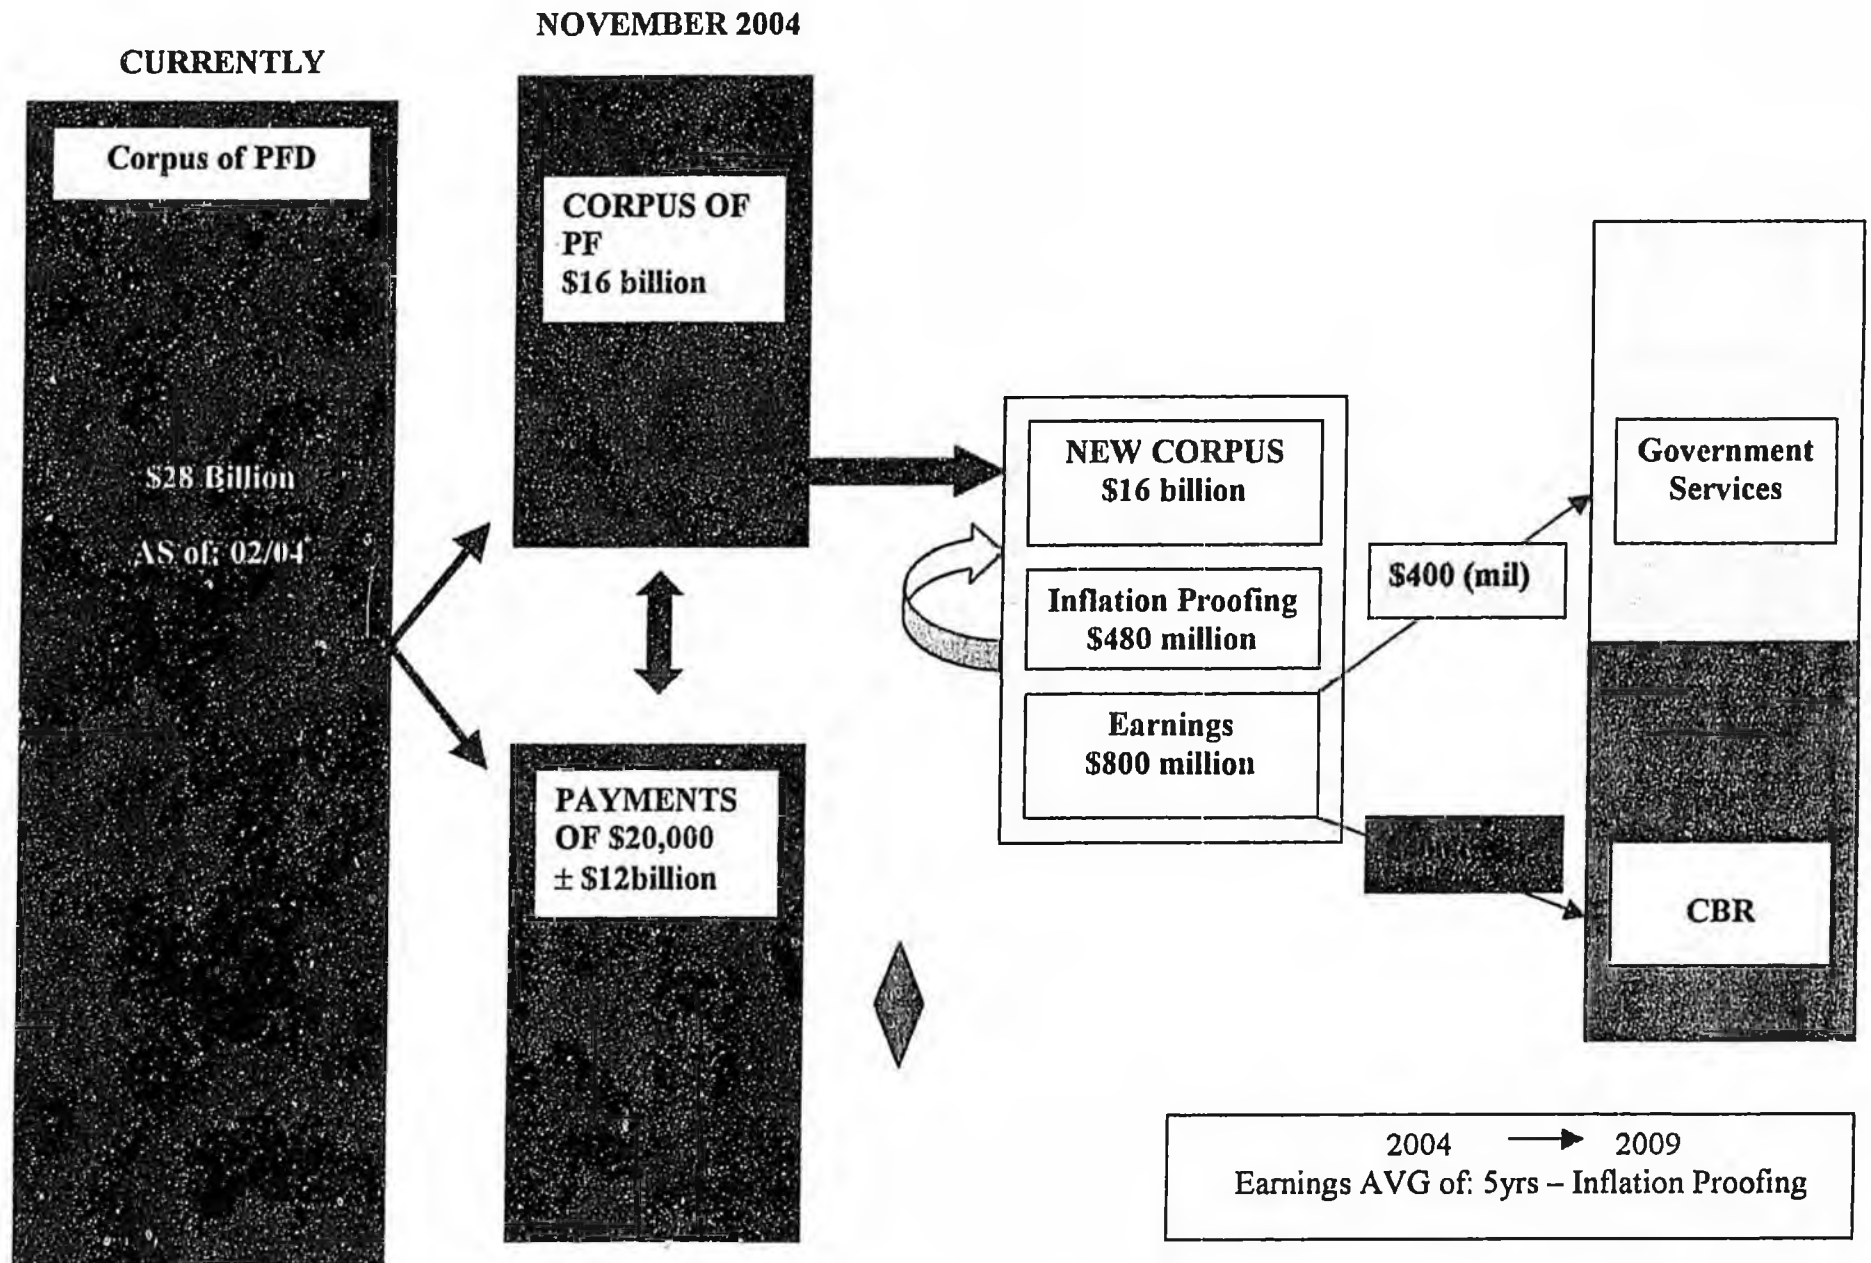 CURRENTLY
Corpus of PFD
$28 Billion
AS of: 02/04
NOVEMBER 2004
CORPUS OF
PF
$16 billion
PAYMENTS
OF $20,000
± $12billion
NEW CORPUS
$16 billion
Inflation Proofing
$480 million
Earnings
$800 million
$400 (mil)
Government
Services
CBR
2004 → 2009
Earnings AVG of: 5yrs – Inflation Proofing